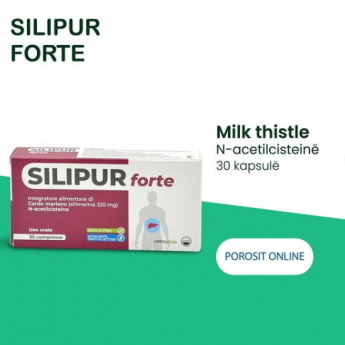 SILIPUR
FORTE
Milk thistle
N-acetilcisteinë
30 kapsulë
SILIPUR forte
Integratore alimentare di
Cardo mariano (silimarina 320 mg)
N-acetilcisteina
Uso orale
30 compresse
POROSIT ONLINE